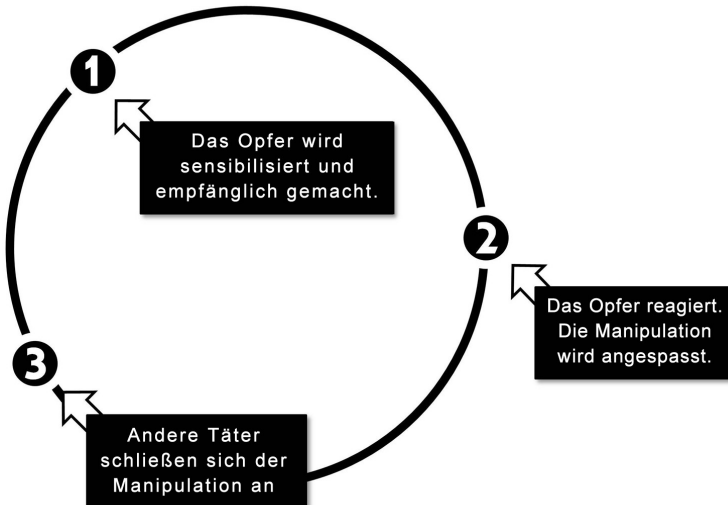 1
Das Opfer wird
sensibilisiert und
empfänglich gemacht.
2
Das Opfer reagiert.
Die Manipulation
wird angespasst.
3
Andere Täter
schließen sich der
Manipulation an